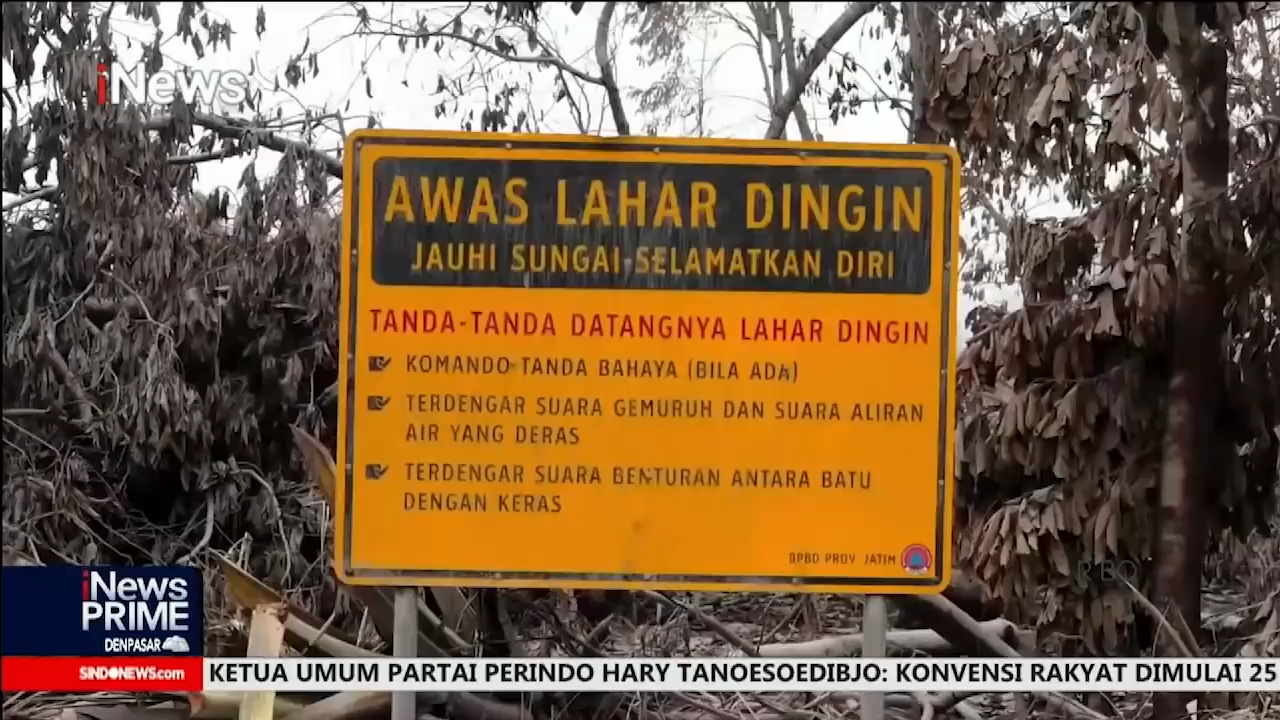 iNews
AWAS LAHAR DINGIN
JAUHI SUNGAI SELAMATKAN DIRI
TANDA-TANDA DATANGNYA LAHAR DINGIN
KOMANDO TANDA BAHAYA (BILA ADA)
TERDENGAR SUARA GEMURUH DAN SUARA ALIRAN
AIR YANG DERAS
TERDENGAR SUARA BENTURAN ANTARA BATU
DENGAN KERAS
BPBD PROV JATIM
iNews
PRIME
DENPASAR
SINDONEWS.com
KETUA UMUM PARTAI PERINDO HARY TANOESOEDIBJO: KONVENSI RAKYAT DIMULAI 25